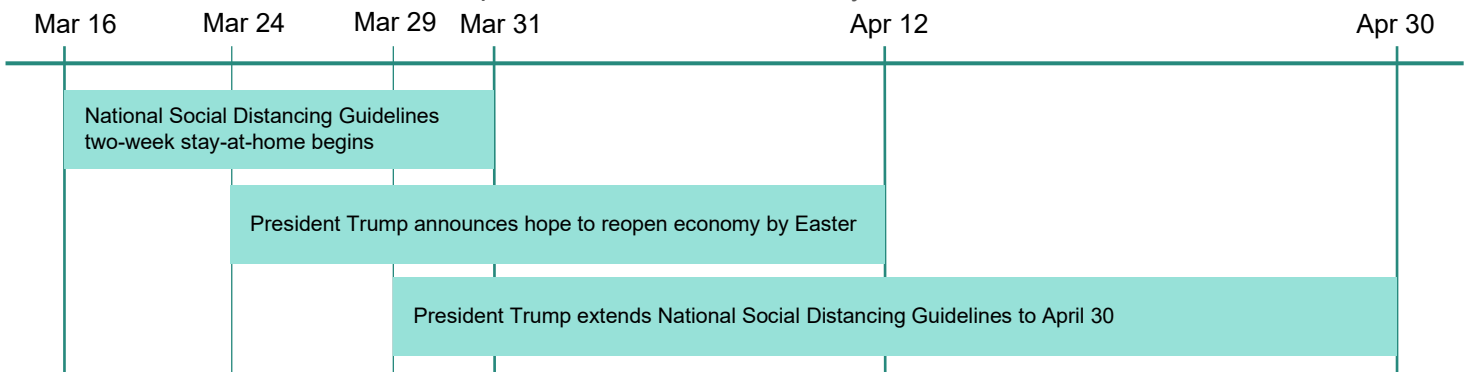 Mar 16 Mar 24 Mar 29 Mar 31 Apr 12 Apr 30
National Social Distancing Guidelines
two-week stay-at-home begins
President Trump announces hope to reopen economy by Easter
President Trump extends National Social Distancing Guidelines to April 30